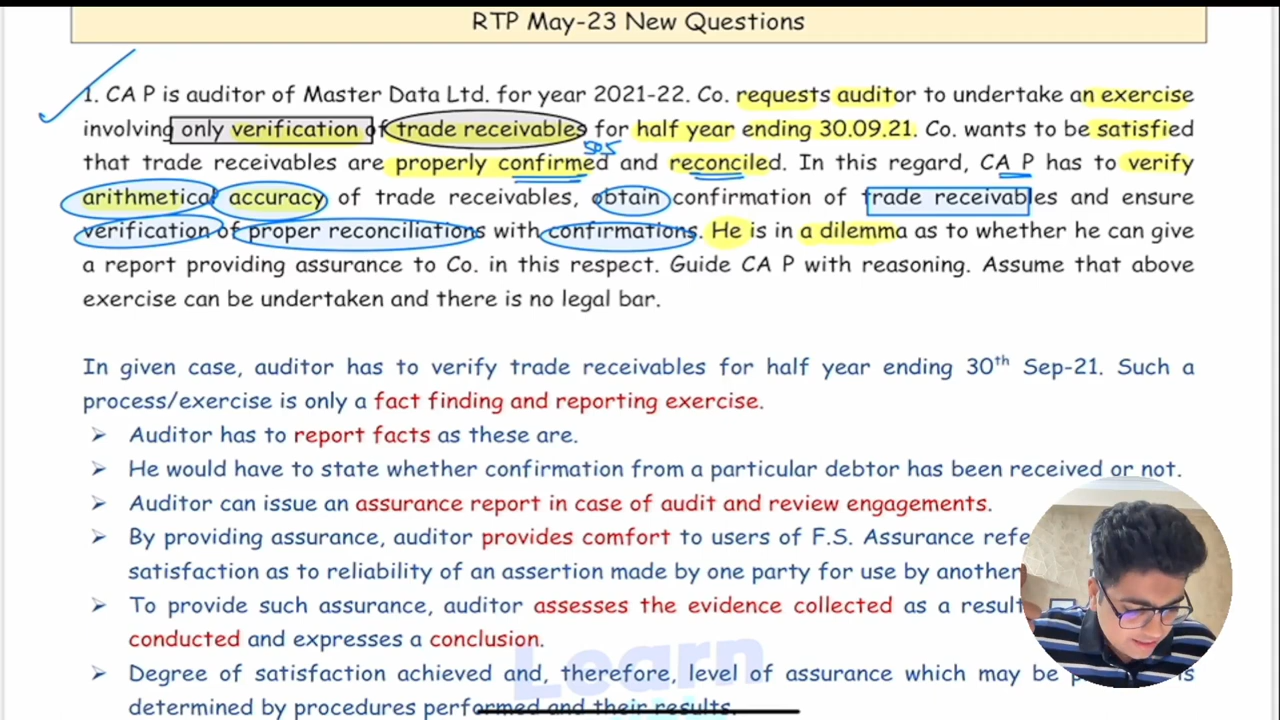 RTP May-23 New Questions
1. CA P is auditor of Master Data Ltd. for year 2021-22. Co. requests auditor to undertake an exercise
involving only verification of trade receivables for half year ending 30.09.21. Co. wants to be satisfied
505
that trade receivables are properly confirmed and reconciled. In this regard, CA P has to verify
arithmetical accuracy of trade receivables, obtain confirmation of trade receivables and ensure
verification of proper reconciliations with confirmations. He is in a dilemma as to whether he can give
a report providing assurance to Co. in this respect. Guide CA P with reasoning. Assume that above
exercise can be undertaken and there is no legal bar.
In given case, auditor has to verify trade receivables for half year ending 30th Sep-21. Such a
process/exercise is only a fact finding and reporting exercise.
➢ Auditor has to report facts as these are.
➢ He would have to state whether confirmation from a particular debtor has been received or not.
➢ Auditor can issue an assurance report in case of audit and review engagements.
➢ By providing assurance, auditor provides comfort to users of F.S. Assurance refe
satisfaction as to reliability of an assertion made by one party for use by another
➢ To provide such assurance, auditor assesses the evidence collected as a result
conducted and expresses a conclusion.
➢ Degree of satisfaction achieved and, therefore, level of assurance which may be
determined by procedures performed and their results.
Learn